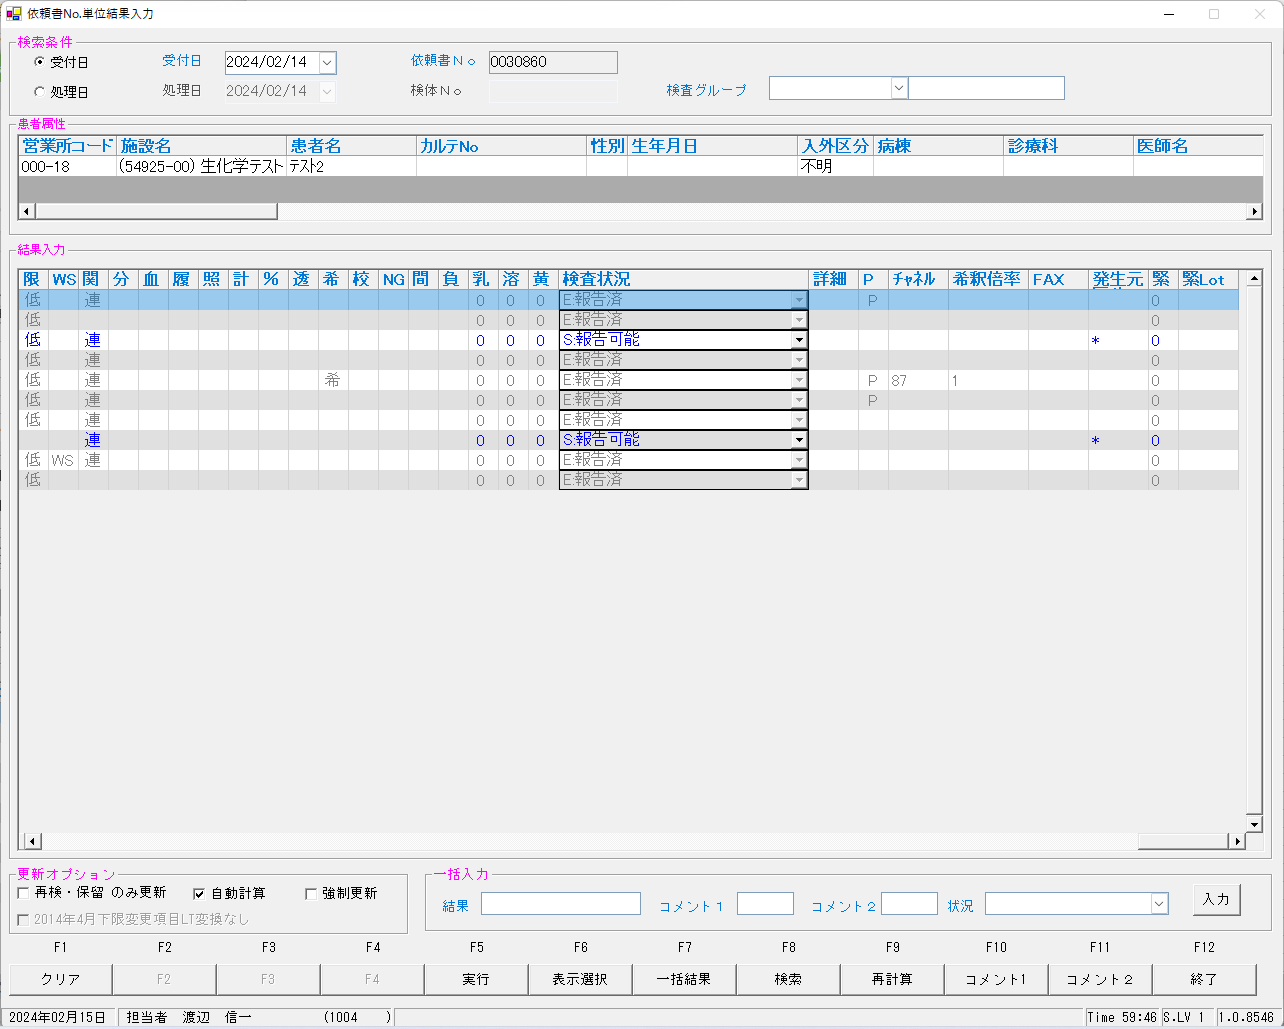 依頼書No.単位結果入力
検索条件
受付日 受付日 2024/02/14 依頼書No 0030860
処理日 処理日 2024/02/14 検体No 検査グループ
患者属性
営業所コード 施設名 患者名 カルテNo 性別 生年月日 入外区分 病棟 診療科 医師名
000-18 (54925-00) 生化学テスト テスト2 不明
結果入力
限 WS 関 分 血 履 照 計 % 透 希 校 NG 問 負 乳 溶 黄 検査状況 詳細 P チャネル 希釈倍率 FAX 発生元 緊 緊Lot
低 連 0 0 0 E:報告済 P 0
低 0 0 0 E:報告済 0
低 連 0 0 0 S:報告可能 * 0
低 連 0 0 0 E:報告済 0
低 連 希 0 0 0 E:報告済 P 87 1 0
低 連 0 0 0 E:報告済 P 0
低 連 0 0 0 E:報告済 0
連 0 0 0 S:報告可能 * 0
低 WS 連 0 0 0 E:報告済 0
低 0 0 0 E:報告済 0
更新オプション 一括入力
再検・保留 のみ更新 自動計算 強制更新
結果 コメント1 コメント2 状況 入力
2014年4月下限変更項目LT変換なし
F1 F2 F3 F4 F5 F6 F7 F8 F9 F10 F11 F12
クリア F2 F3 F4 実行 表示選択 一括結果 検索 再計算 コメント1 コメント2 終了
2024年02月15日 担当者 渡辺 信一 (1004 ) Time 59:46 S.LV 1 1.0.8546